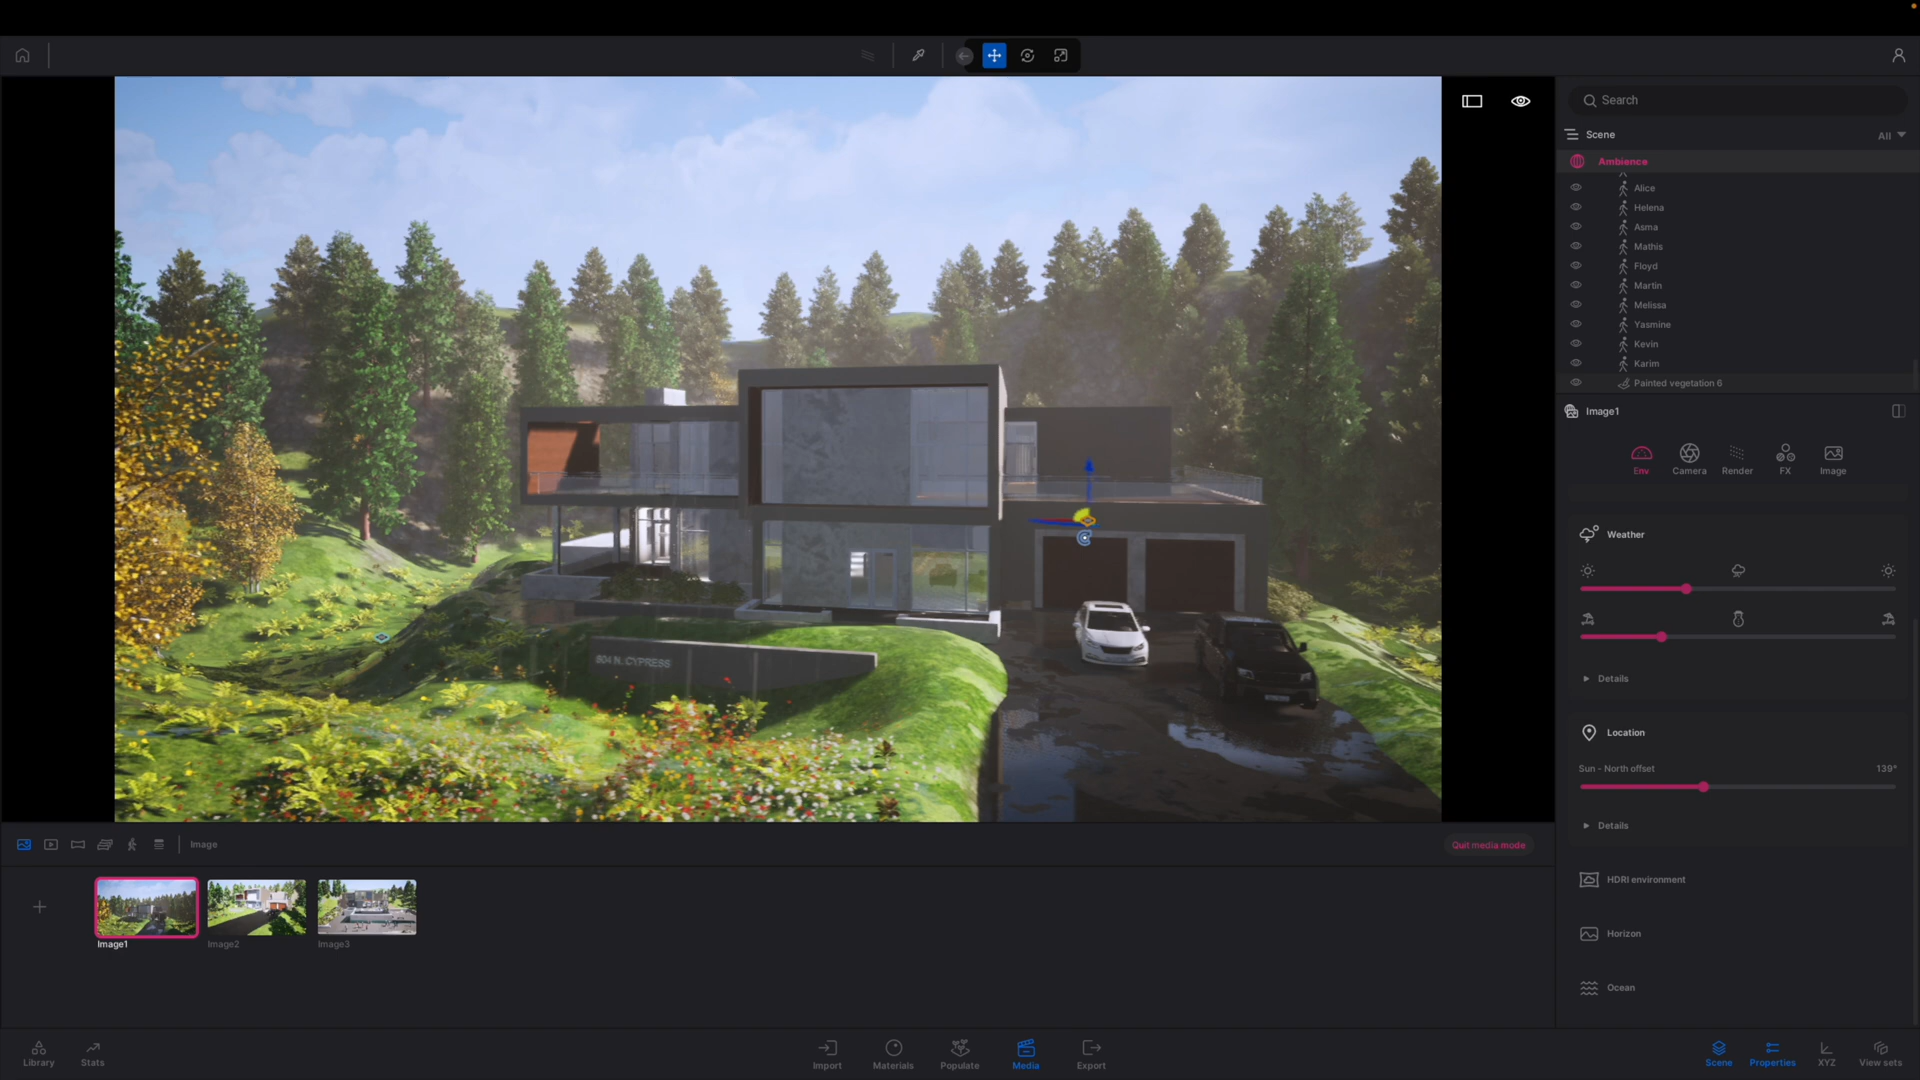 Search
Scene
All
Ambience
Alice
Helena
Asma
Mathis
Floyd
Martin
Melissa
Yasmine
Kevin
Karim
Painted vegetation 6
Image1
Env
Camera
Render
FX
Image
Weather
Details
Location
Sun - North offset
139°
Details
HDRI environment
Horizon
Ocean
804 N. CYPRESS
Image
Quit media mode
Image1
Image2
Image3
Library
Stats
Import
Materials
Populate
Media
Export
Scene
Properties
XYZ
View sets